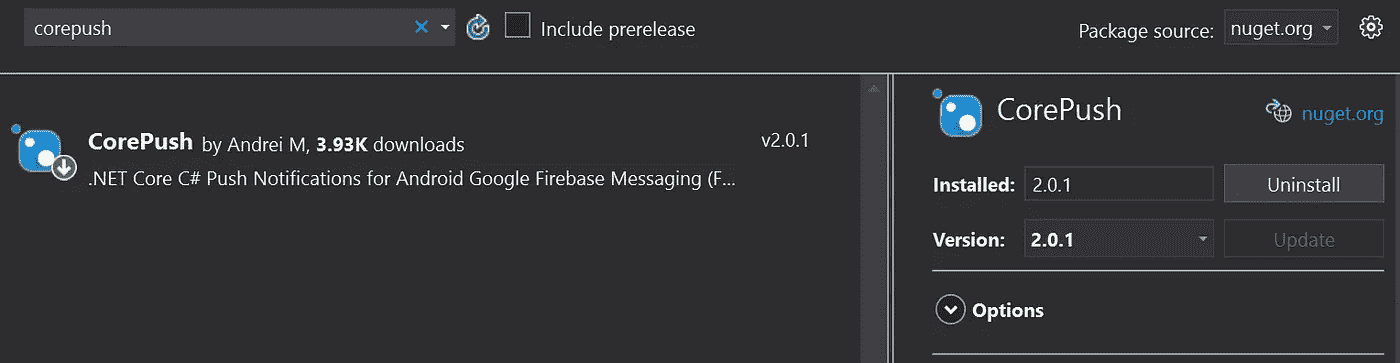 corepush
Include prerelease
Package source: nuget.org
CorePush by Andrei M, 3.93K downloads
v2.0.1
.NET Core C# Push Notifications for Android Google Firebase Messaging (F...
CorePush
nuget.org
Installed: 2.0.1
Uninstall
Version: 2.0.1
Update
Options